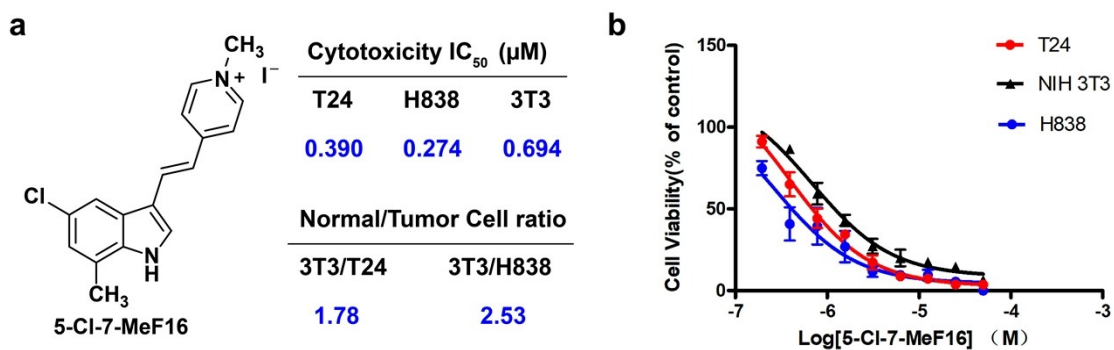 a
CH₃
N
+
I⁻
Cl
N
H
CH₃
5-Cl-7-MeF16
Cytotoxicity IC₅₀ (μM)
T24 H838 3T3
0.390 0.274 0.694
Normal/Tumor Cell ratio
3T3/T24 3T3/H838
1.78 2.53
b
Cell Viability(% of control)
150
100
50
0
-7 -6 -5 -4 -3
Log[5-Cl-7-MeF16] （M）
T24
NIH 3T3
H838